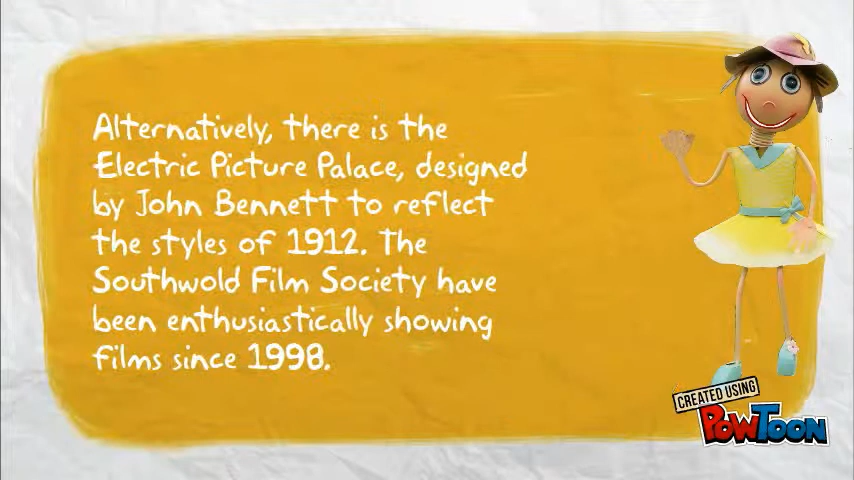 Alternatively, there is the
Electric Picture Palace, designed
by John Bennett to reflect
the styles of 1912. The
Southwold Film Society have
been enthusiastically showing
films since 1998.
CREATED USING
POWTOON